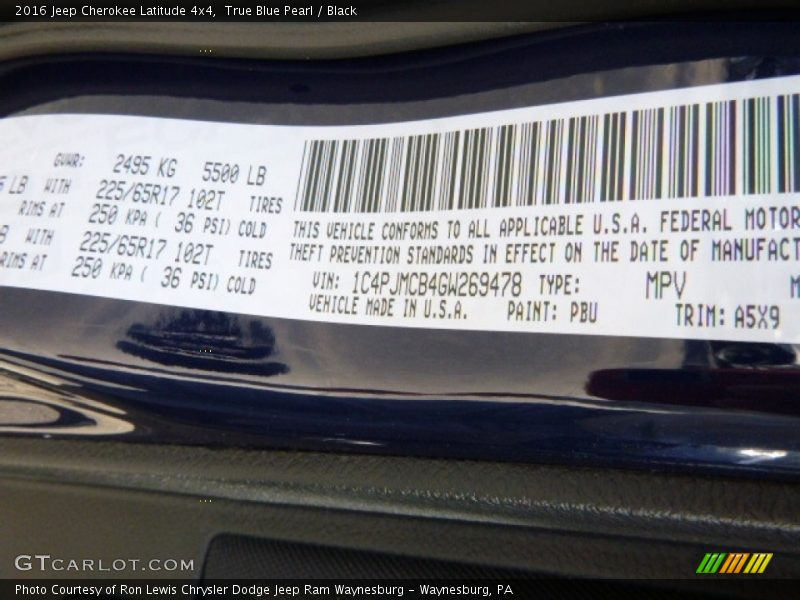 2016 Jeep Cherokee Latitude 4x4, True Blue Pearl / Black
GVWR: 2495 KG 5500 LB
LB WITH 225/65R17 102T TIRES
RIMS AT 250 KPA ( 36 PSI) COLD
WITH 225/65R17 102T TIRES
RIMS AT 250 KPA ( 36 PSI) COLD
THIS VEHICLE CONFORMS TO ALL APPLICABLE U.S.A. FEDERAL MOTOR
THEFT PREVENTION STANDARDS IN EFFECT ON THE DATE OF MANUFACT
VIN: 1C4PJMCB4GW269478 TYPE: MPV
VEHICLE MADE IN U.S.A. PAINT: PBU TRIM: A5X9
GTCARLOT.COM
Photo Courtesy of Ron Lewis Chrysler Dodge Jeep Ram Waynesburg – Waynesburg, PA